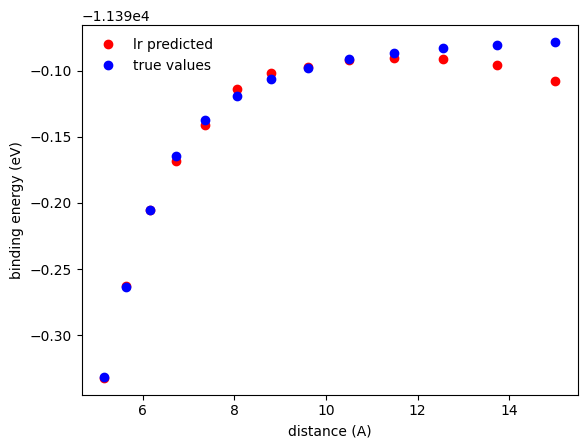 −1.139e4
lr predicted
true values
−0.10
−0.15
−0.20
−0.25
−0.30
binding energy (eV)
6
8
10
12
14
distance (A)